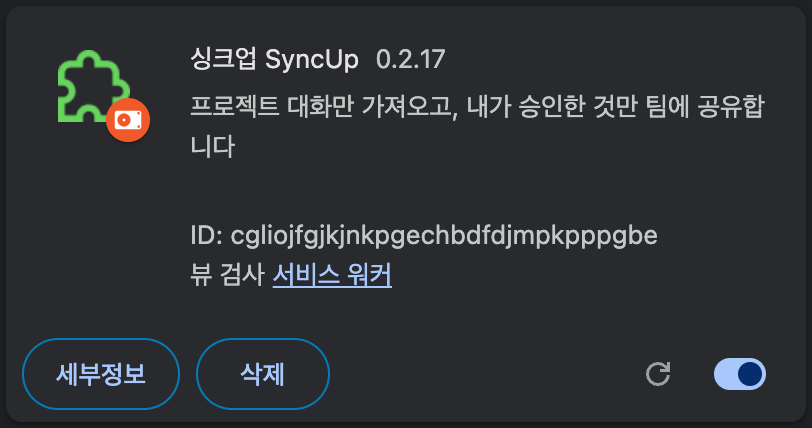 싱크업 SyncUp 0.2.17
프로젝트 대화만 가져오고, 내가 승인한 것만 팀에 공유합
니다
ID: cgliojfgjkjnkpgechbdfdjmpkpppgbe
뷰 검사 서비스 워커
세부정보 삭제